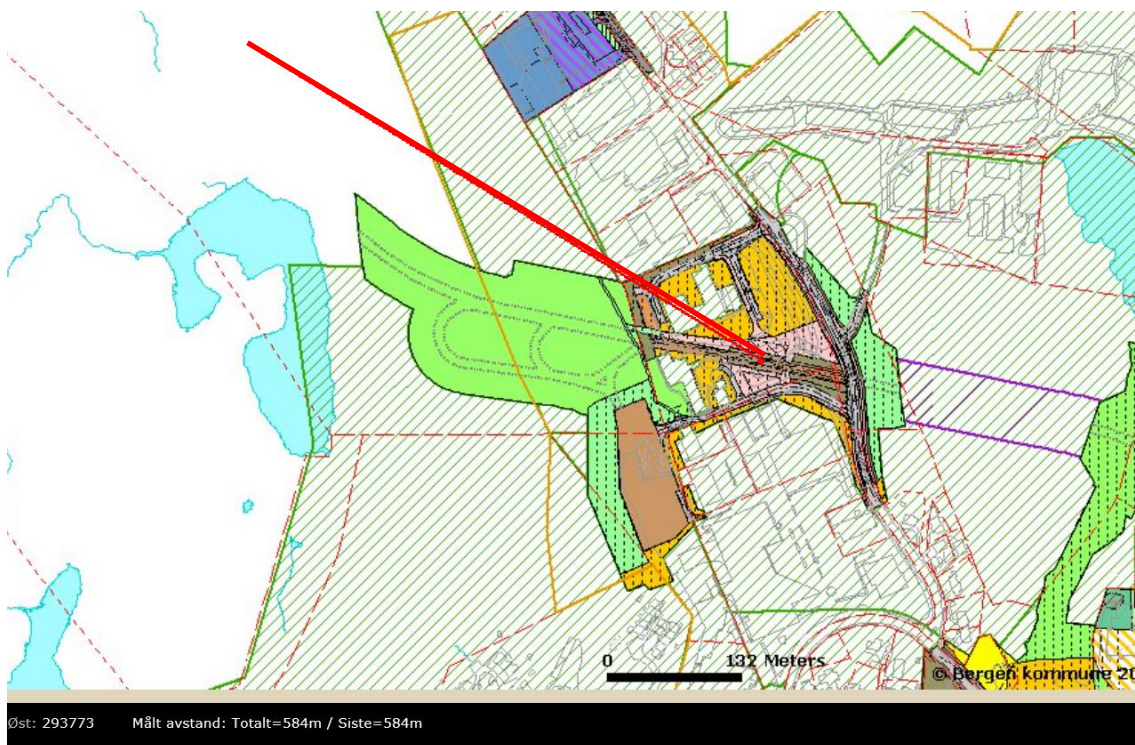 0 132 Meters
© Bergen kommune 20
Øst: 293773 Målt avstand: Totalt=584m / Siste=584m